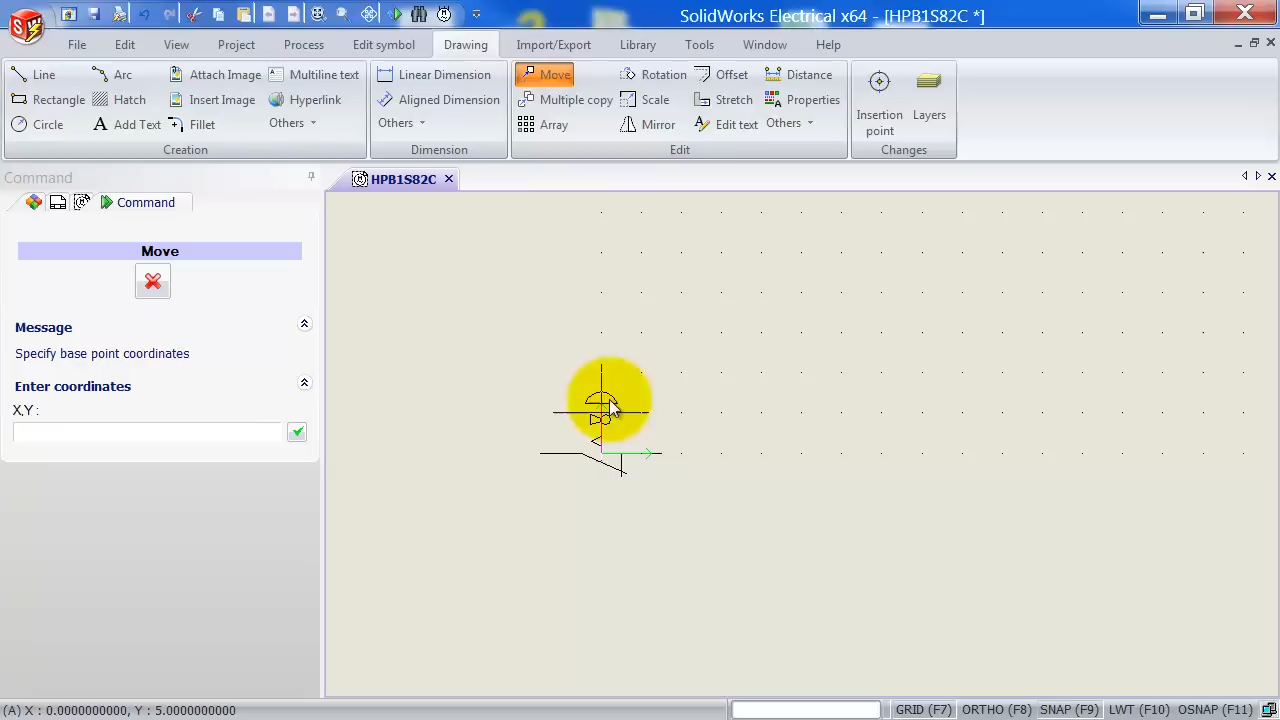 SolidWorks Electrical x64 - [HPB1S82C *]
File Edit View Project Process Edit symbol Drawing Import/Export Library Tools Window Help
Line Arc Attach Image Multiline text Linear Dimension Move Rotation Offset Distance
Rectangle Hatch Insert Image Hyperlink Aligned Dimension Multiple copy Scale Stretch Properties Insertion point Layers
Circle Add Text Fillet Others Others Array Mirror Edit text Others
Creation Dimension Edit Changes
Command
HPB1S82C
Command
Move
Message
Specify base point coordinates
Enter coordinates
X,Y :
(A) X : 0.0000000000, Y : 5.0000000000
GRID (F7) ORTHO (F8) SNAP (F9) LWT (F10) OSNAP (F11)